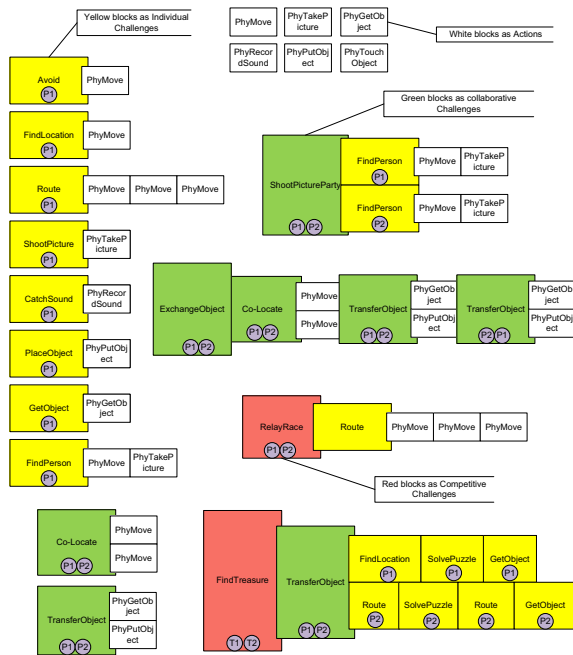 Yellow blocks as Individual
Challenges
PhyMove
PhyTakeP
icture
PhyGetOb
ject
PhyRecor
dSound
PhyPutObj
ect
PhyTouch
Object
White blocks as Actions
Avoid
P1
PhyMove
Green blocks as collaborative
Challenges
FindLocation
P1
PhyMove
ShootPictureParty
P1 P2
FindPerson
P1
PhyMove
PhyTakeP
icture
FindPerson
P2
PhyMove
PhyTakeP
icture
Route
P1
PhyMove
PhyMove
PhyMove
ShootPicture
P1
PhyTakeP
icture
CatchSound
P1
PhyRecor
dSound
ExchangeObject
P1 P2
Co-Locate
P1 P2
PhyMove
PhyMove
TransferObject
P1 P2
PhyGetObj
ect
PhyPutObj
ect
TransferObject
P2 P1
PhyGetObj
ect
PhyPutObj
ect
PlaceObject
P1
PhyPutObj
ect
GetObject
P1
PhyGetOb
ject
RelayRace
P1 P2
Route
PhyMove
PhyMove
PhyMove
FindPerson
P1
PhyMove
PhyTakeP
icture
Red blocks as Competitive
Challenges
Co-Locate
P1 P2
PhyMove
PhyMove
FindTreasure
T1 T2
TransferObject
P1 P2
FindLocation
P1
SolvePuzzle
P1
GetObject
P1
Route
P2
SolvePuzzle
P2
Route
P2
GetObject
P2
TransferObject
P1 P2
PhyGetObj
ect
PhyPutObj
ect